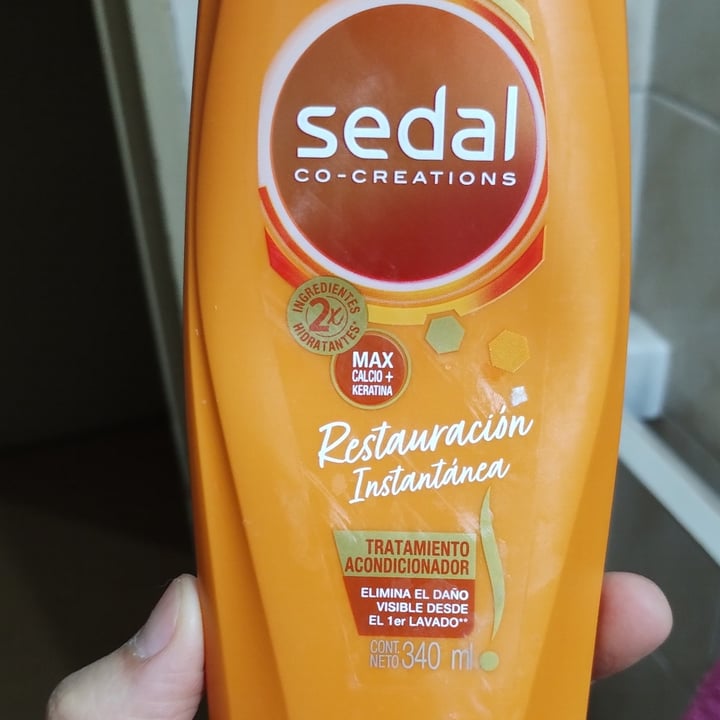 sedal
CO-CREATIONS
INGREDIENTES
2x
HIDRATANTES*
MAX
CALCIO +
KERATINA
Restauración
Instantánea
TRATAMIENTO
ACONDICIONADOR
ELIMINA EL DAÑO
VISIBLE DESDE
EL 1er LAVADO**
CONT.
NETO 340 ml